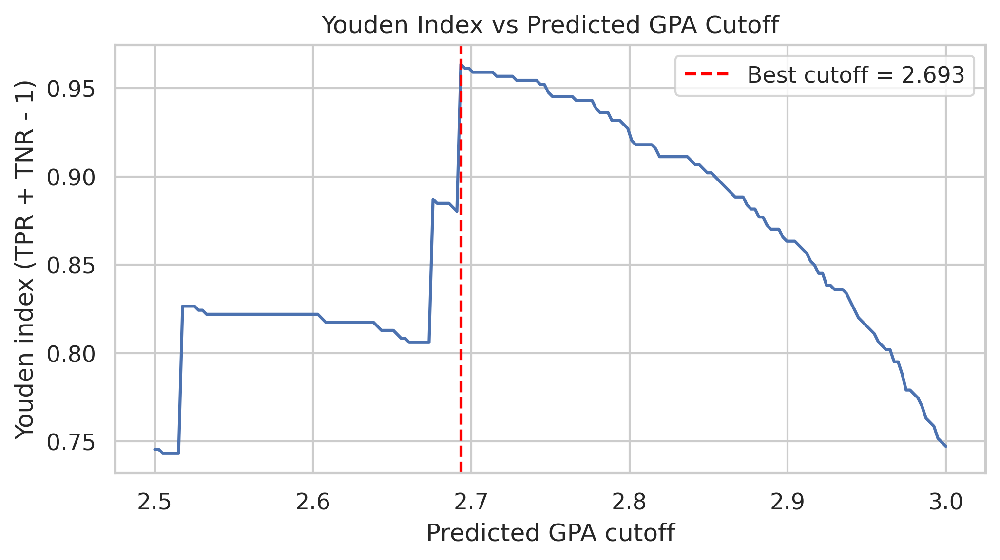 Youden Index vs Predicted GPA Cutoff
Best cutoff = 2.693
Youden index (TPR + TNR - 1)
0.95
0.90
0.85
0.80
0.75
2.5 2.6 2.7 2.8 2.9 3.0
Predicted GPA cutoff